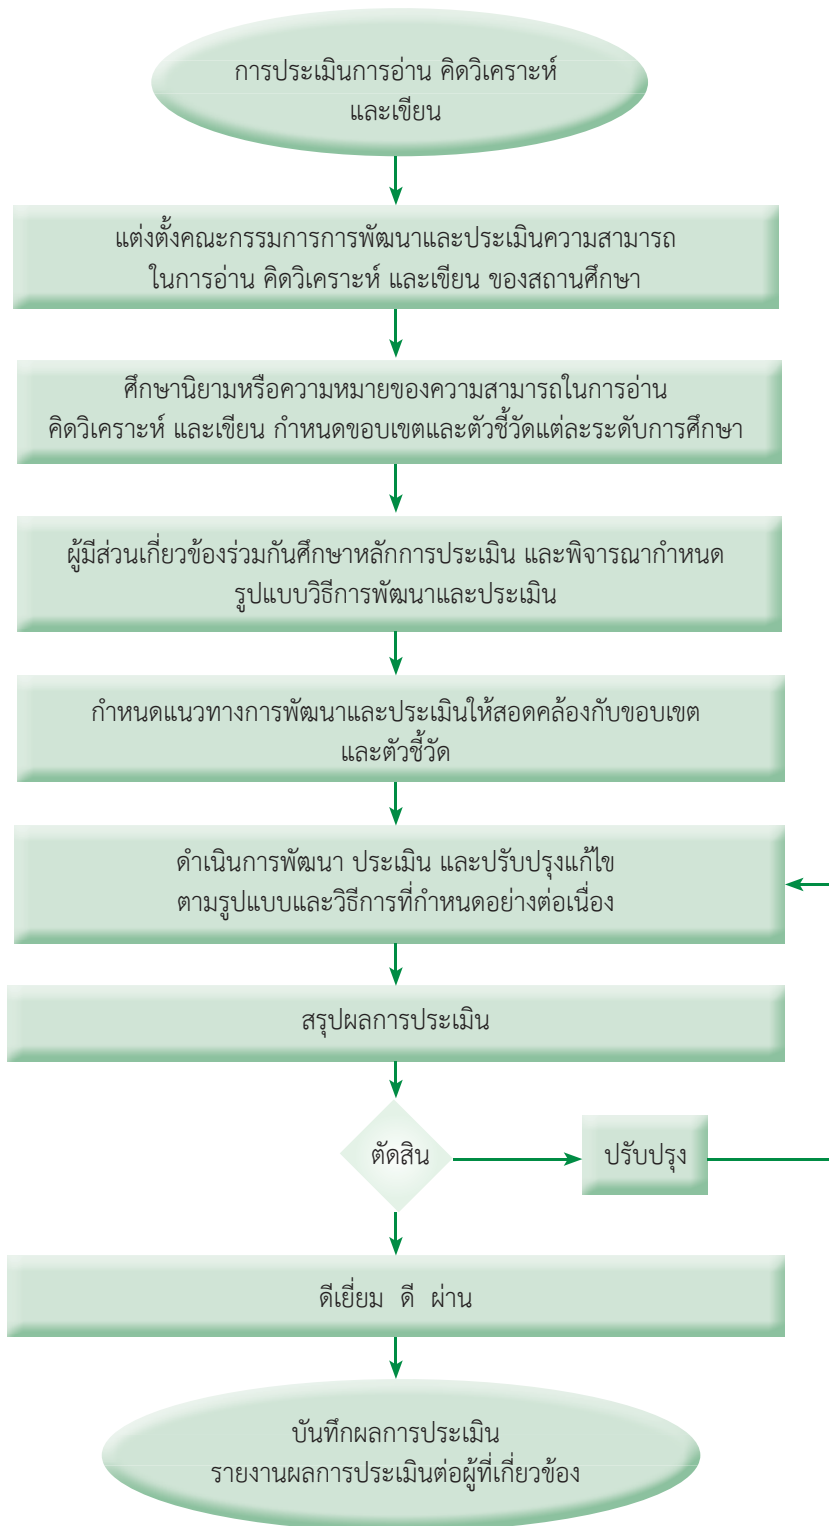 การประเมินการอ่าน คิดวิเคราะห์
และเขียน
แต่งตั้งคณะกรรมการการพัฒนาและประเมินความสามารถ
ในการอ่าน คิดวิเคราะห์ และเขียน ของสถานศึกษา
ศึกษานิยามหรือความหมายของความสามารถในการอ่าน
คิดวิเคราะห์ และเขียน กำหนดขอบเขตและตัวชี้วัดแต่ละระดับการศึกษา
ผู้มีส่วนเกี่ยวข้องร่วมกันศึกษาหลักการประเมิน และพิจารณากำหนด
รูปแบบวิธีการพัฒนาและประเมิน
กำหนดแนวทางการพัฒนาและประเมินให้สอดคล้องกับขอบเขต
และตัวชี้วัด
ดำเนินการพัฒนา ประเมิน และปรับปรุงแก้ไข
ตามรูปแบบและวิธีการที่กำหนดอย่างต่อเนื่อง
สรุปผลการประเมิน
ตัดสิน
ปรับปรุง
ดีเยี่ยม ดี ผ่าน
บันทึกผลการประเมิน
รายงานผลการประเมินต่อผู้ที่เกี่ยวข้อง